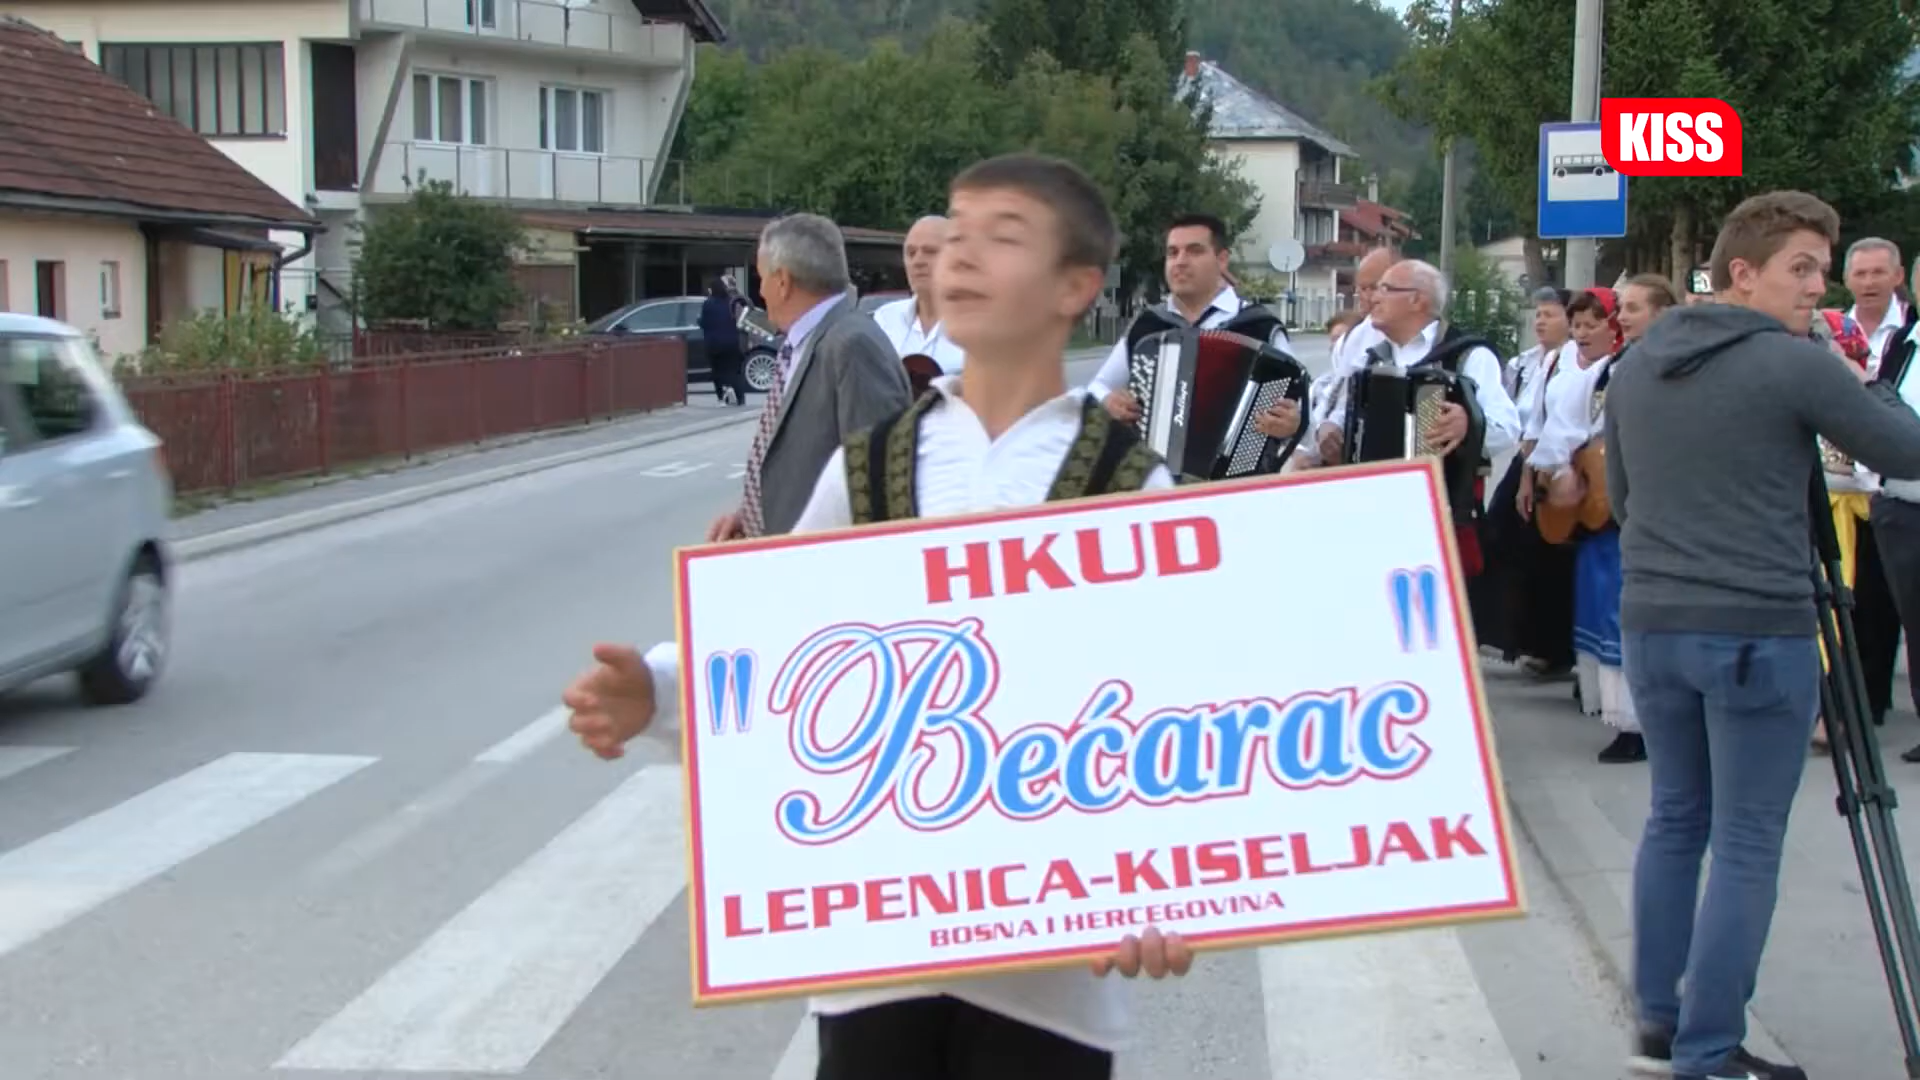 KISS
HKUD
"Bećarac"
LEPENICA-KISELJAK
BOSNA I HERCEGOVINA